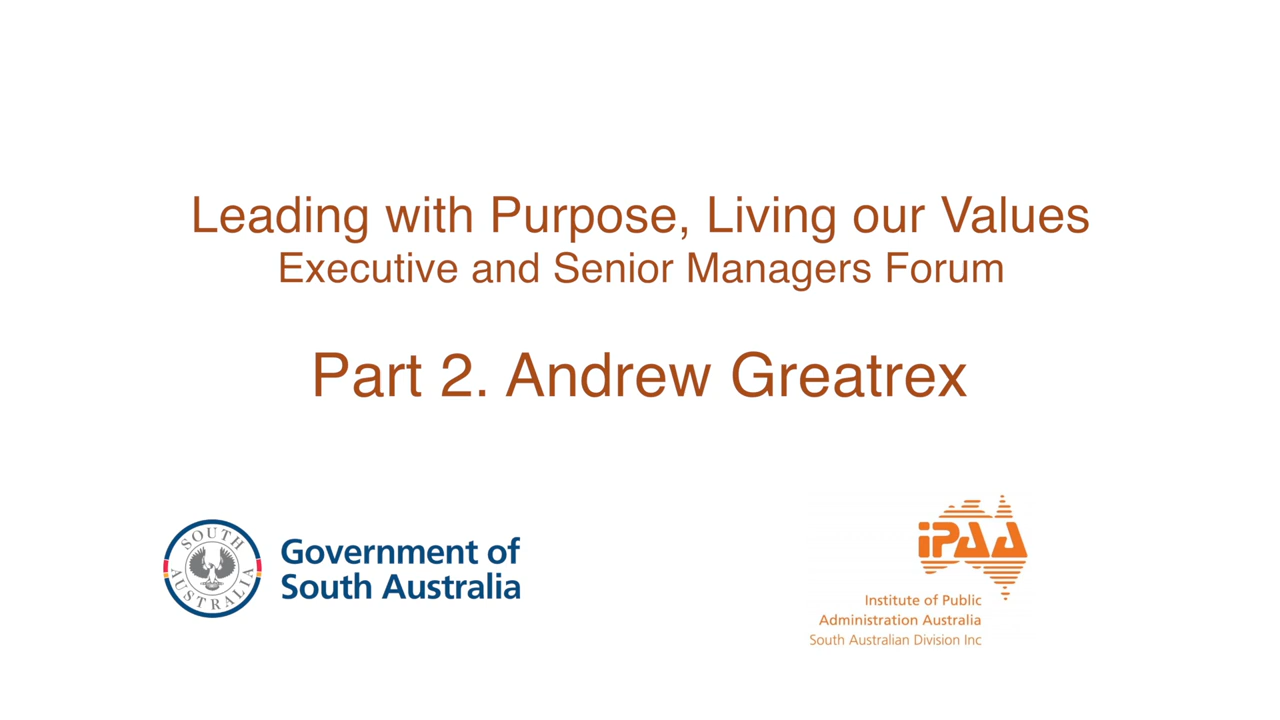 Leading with Purpose, Living our Values
Executive and Senior Managers Forum
Part 2. Andrew Greatrex
SOUTH AUSTRALIA
Government of
South Australia
iPAA
Institute of Public
Administration Australia
South Australian Division Inc